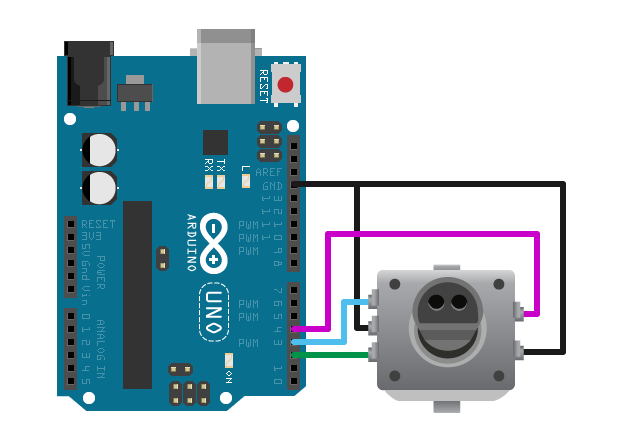 RESET
RX
TX
L
AREF
GND
13
12
PWM 11
PWM 10
PWM 9
8
ARDUINO
UNO
RESET
3V3
5V
Gnd
Vin
POWER
7
PWM 6
PWM 5
4
PWM 3
1
0
ANALOG IN
0
1
2
3
4
5
ON